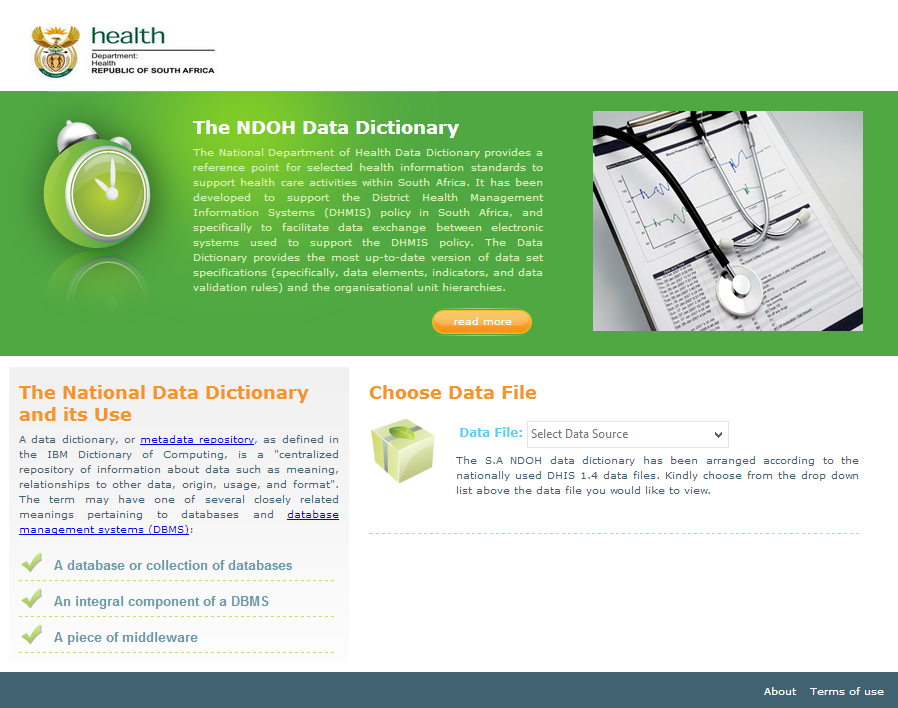 health
Department:
Health
REPUBLIC OF SOUTH AFRICA
The NDOH Data Dictionary
The National Department of Health Data Dictionary provides a
reference point for selected health information standards to
support health care activities within South Africa. It has been
developed to support the District Health Management
Information Systems (DHMIS) policy in South Africa, and
specifically to facilitate data exchange between electronic
systems used to support the DHMIS policy. The Data
Dictionary provides the most up-to-date version of data set
specifications (specifically, data elements, indicators, and data
validation rules) and the organisational unit hierarchies.
read more
The National Data Dictionary
and its Use
A data dictionary, or metadata repository, as defined in
the IBM Dictionary of Computing, is a "centralized
repository of information about data such as meaning,
relationships to other data, origin, usage, and format".
The term may have one of several closely related
meanings pertaining to databases and database
management systems (DBMS):
A database or collection of databases
An integral component of a DBMS
A piece of middleware
Choose Data File
Data File: Select Data Source
The S.A NDOH data dictionary has been arranged according to the
nationally used DHIS 1.4 data files. Kindly choose from the drop down
list above the data file you would like to view.
About Terms of use